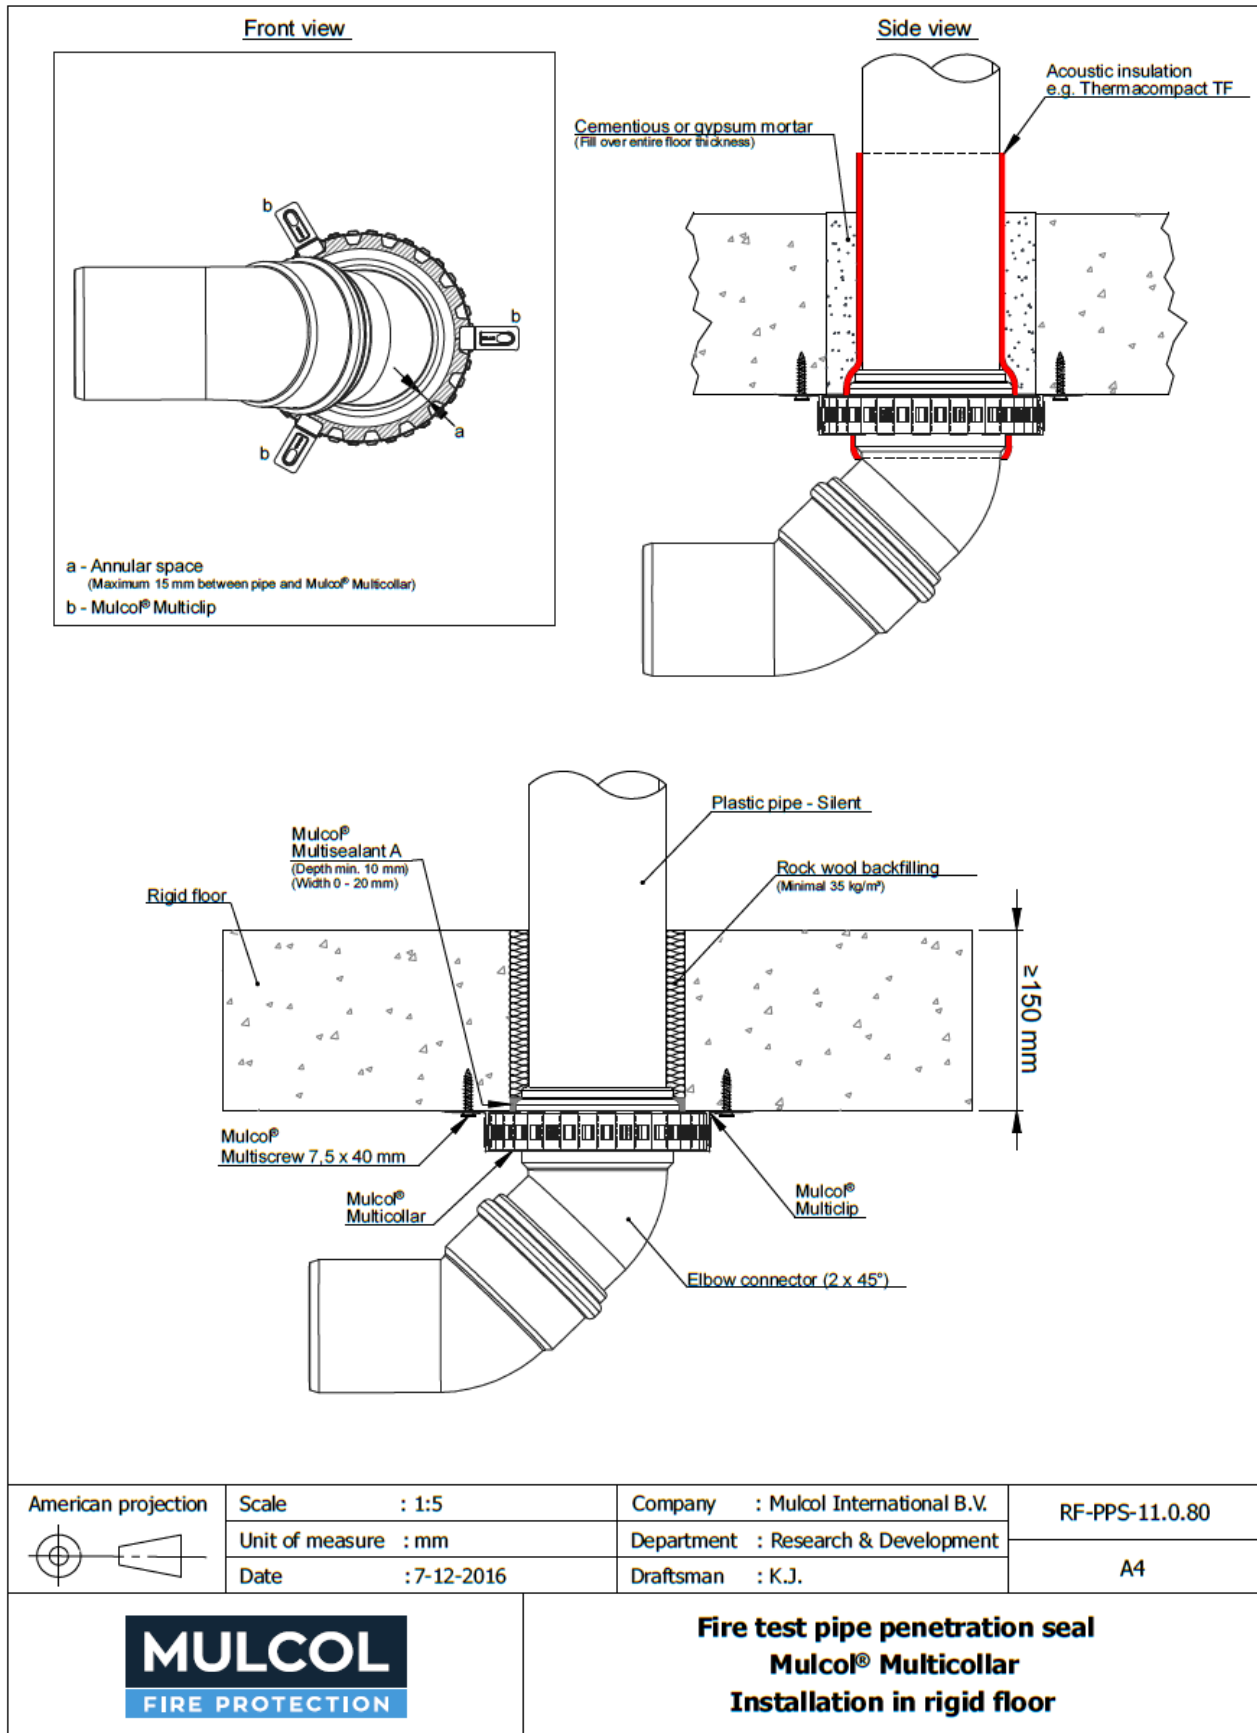 Front view
Side view
Acoustic insulation
e.g. Thermacompact TF
Cementious or gypsum mortar
(Fill over entire floor thickness)
b
b
b
a
a - Annular space
(Maximum 15 mm between pipe and Mulcol® Multicollar)
b - Mulcol® Multiclip
Plastic pipe - Silent
Mulcol®
Multisealant A
(Depth min. 10 mm)
(Width 0 - 20 mm)
Rock wool backfilling
(Minimal 35 kg/m³)
Rigid floor
≥150 mm
Mulcol®
Multiscrew 7,5 x 40 mm
Mulcol®
Multicollar
Mulcol®
Multiclip
Elbow connector (2 x 45°)
American projection
Scale : 1:5
Unit of measure : mm
Date : 7-12-2016
Company : Mulcol International B.V.
Department : Research & Development
Draftsman : K.J.
RF-PPS-11.0.80
A4
MULCOL
FIRE PROTECTION
Fire test pipe penetration seal
Mulcol® Multicollar
Installation in rigid floor